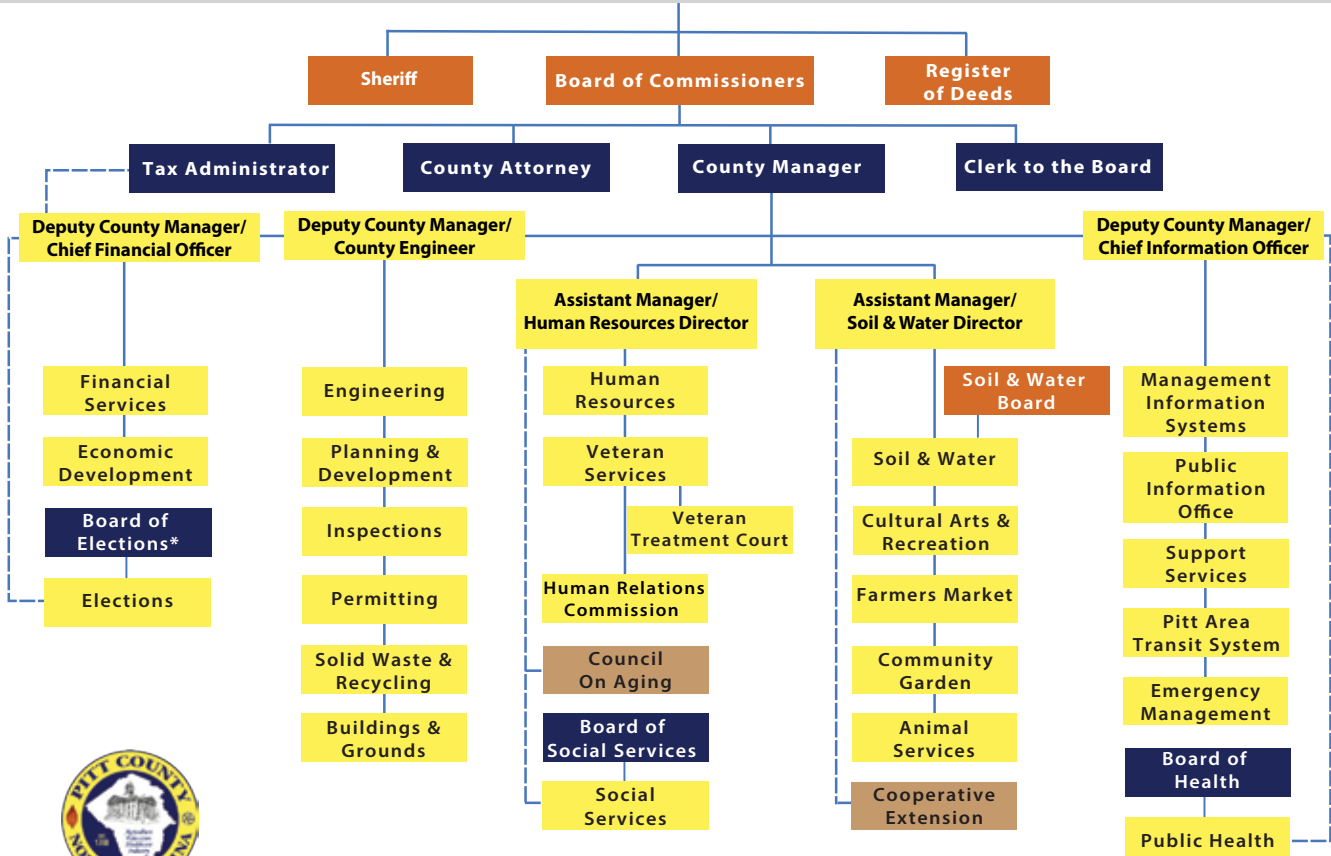 Sheriff
Board of Commissioners
Register
of Deeds
Tax Administrator
County Attorney
County Manager
Clerk to the Board
Deputy County Manager/
Chief Financial Officer
Deputy County Manager/
County Engineer
Deputy County Manager/
Chief Information Officer
Assistant Manager/
Human Resources Director
Assistant Manager/
Soil & Water Director
Financial
Services
Economic
Development
Board of
Elections*
Elections
Engineering
Planning &
Development
Inspections
Permitting
Solid Waste &
Recycling
Buildings &
Grounds
Human
Resources
Veteran
Services
Veteran
Treatment Court
Human Relations
Commission
Council
On Aging
Board of
Social Services
Social
Services
Soil & Water
Board
Soil & Water
Cultural Arts &
Recreation
Farmers Market
Community
Garden
Animal
Services
Cooperative
Extension
Management
Information
Systems
Public
Information
Office
Support
Services
Pitt Area
Transit System
Emergency
Management
Board of
Health
Public Health
PITT COUNTY